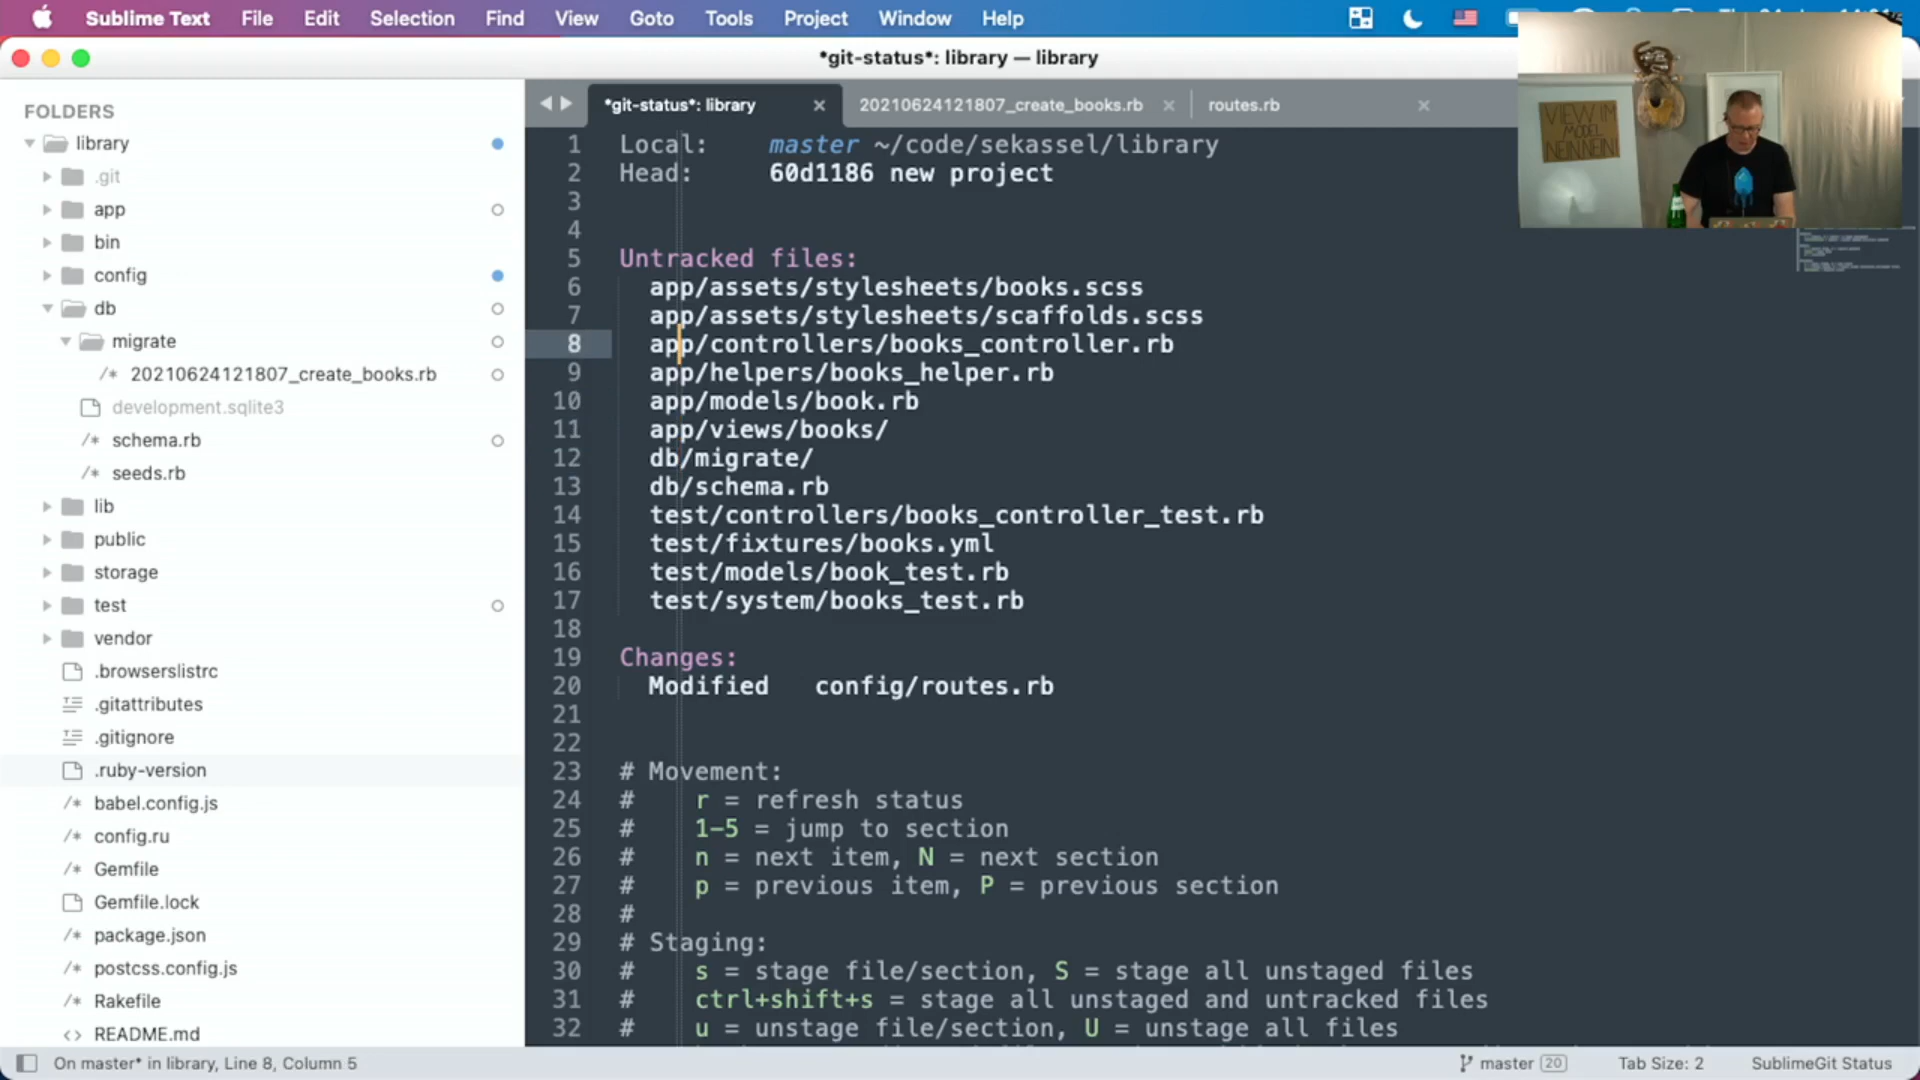 Sublime Text File Edit Selection Find View Goto Tools Project Window Help
*git-status*: library — library
VIEW IM
MODEL
NEIN NEIN!
FOLDERS
library
.git
app
bin
config
db
migrate
/* 20210624121807_create_books.rb
development.sqlite3
/* schema.rb
/* seeds.rb
lib
public
storage
test
vendor
.browserslistrc
.gitattributes
.gitignore
.ruby-version
/* babel.config.js
/* config.ru
/* Gemfile
Gemfile.lock
/* package.json
/* postcss.config.js
/* Rakefile
<> README.md
*git-status*: library × 20210624121807_create_books.rb × routes.rb ×
1 Local: master ~/code/sekassel/library
2 Head: 60d1186 new project
3
4
5 Untracked files:
6 app/assets/stylesheets/books.scss
7 app/assets/stylesheets/scaffolds.scss
8 app/controllers/books_controller.rb
9 app/helpers/books_helper.rb
10 app/models/book.rb
11 app/views/books/
12 db/migrate/
13 db/schema.rb
14 test/controllers/books_controller_test.rb
15 test/fixtures/books.yml
16 test/models/book_test.rb
17 test/system/books_test.rb
18
19 Changes:
20 Modified config/routes.rb
21
22
23 # Movement:
24 # r = refresh status
25 # 1-5 = jump to section
26 # n = next item, N = next section
27 # p = previous item, P = previous section
28 #
29 # Staging:
30 # s = stage file/section, S = stage all unstaged files
31 # ctrl+shift+s = stage all unstaged and untracked files
32 # u = unstage file/section, U = unstage all files
On master* in library, Line 8, Column 5 master 20 Tab Size: 2 SublimeGit Status